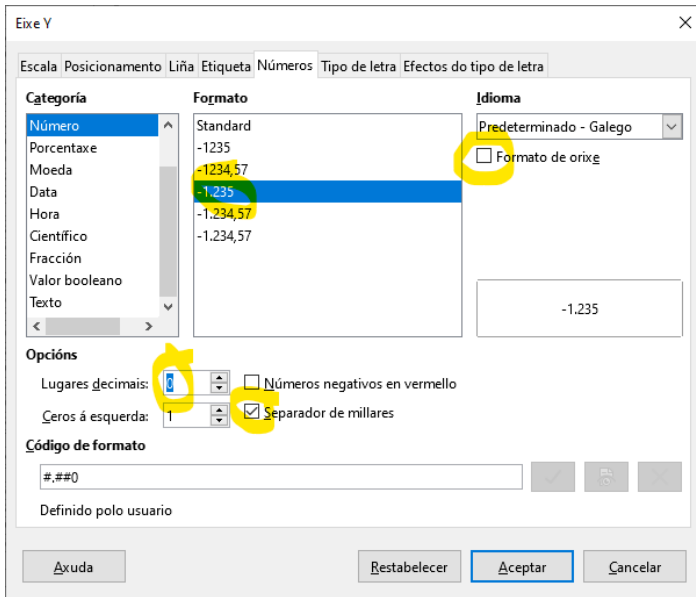 Eixe Y
Escala Posicionamento Liña Etiqueta Números Tipo de letra Efectos do tipo de letra
Categoría
Número
Porcentaxe
Moeda
Data
Hora
Científico
Fracción
Valor booleano
Texto
Formato
Standard
-1235
-1234,57
-1.235
-1.234,57
-1.234,57
Idioma
Predeterminado - Galego
Formato de orixe
-1.235
Opcións
Lugares decimais: 0 Números negativos en vermello
Ceros á esquerda: 1 Separador de millares
Código de formato
#.##0
Definido polo usuario
Axuda Restabelecer Aceptar Cancelar